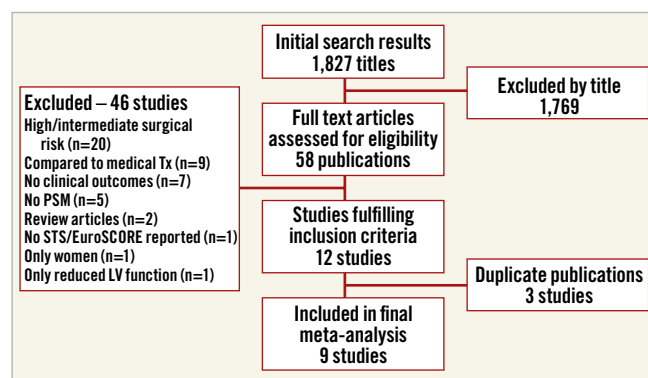 Initial search results
1,827 titles
Excluded by title
1,769
Full text articles
assessed for eligibility
58 publications
Excluded – 46 studies
High/intermediate surgical
risk (n=20)
Compared to medical Tx (n=9)
No clinical outcomes (n=7)
No PSM (n=5)
Review articles (n=2)
No STS/EuroSCORE reported (n=1)
Only women (n=1)
Only reduced LV function (n=1)
Studies fulfilling
inclusion criteria
12 studies
Duplicate publications
3 studies
Included in final
meta-analysis
9 studies